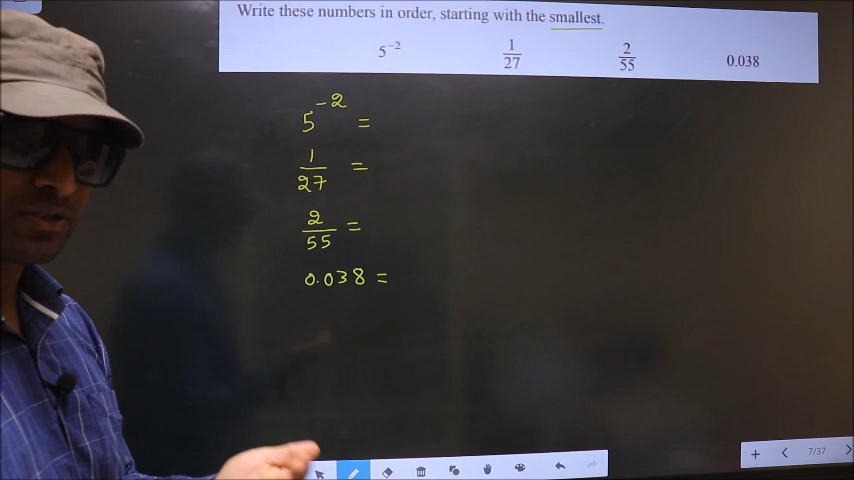 Write these numbers in order, starting with the smallest.
5⁻² 1/27 2/55 0.038
5⁻² =
1/27 =
2/55 =
0.038 =
7/37